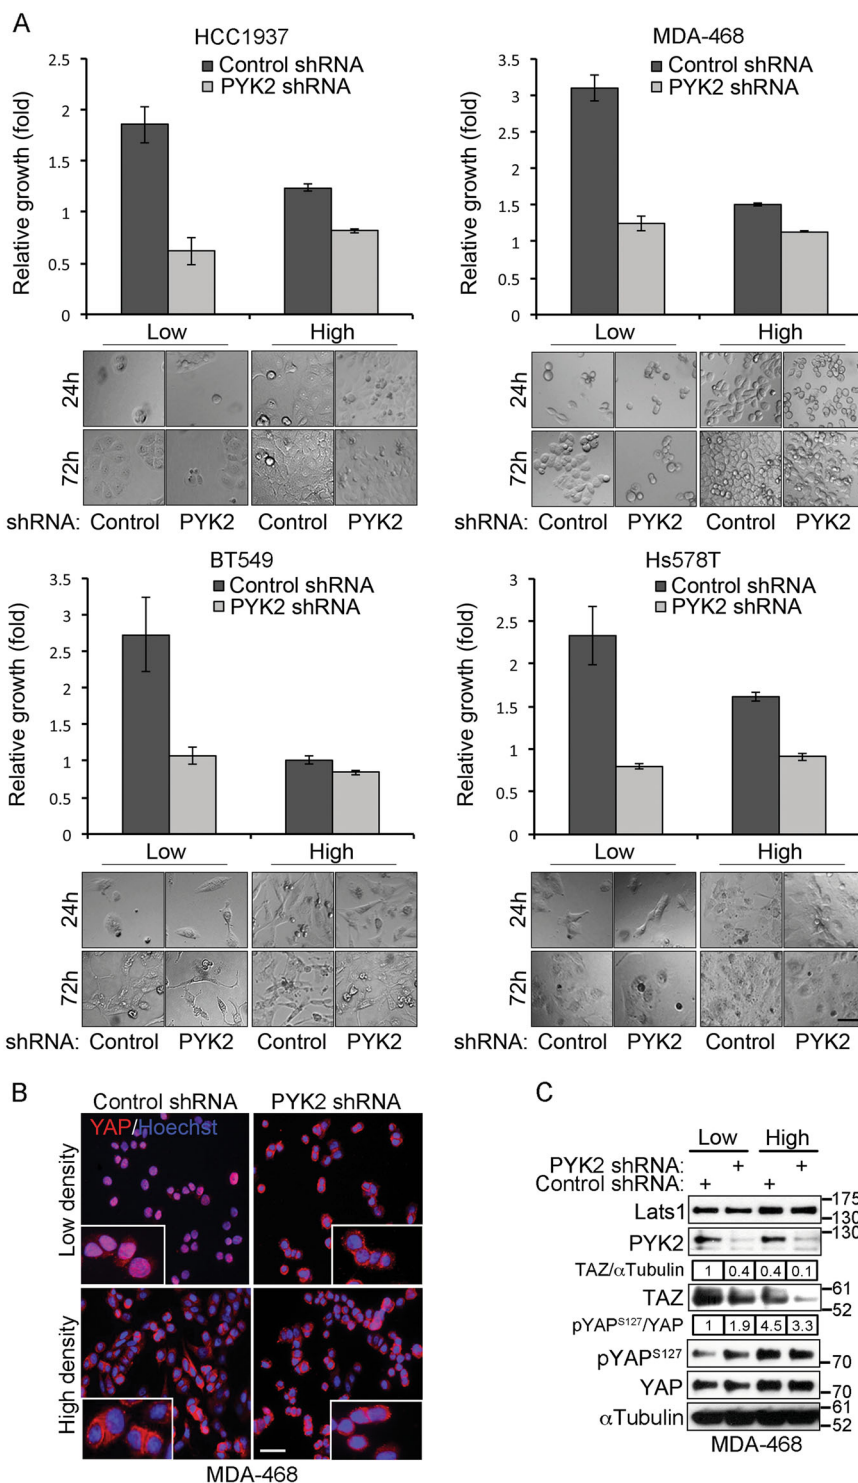 A
HCC1937
Control shRNA
PYK2 shRNA
Relative growth (fold)
2.5
2
1.5
1
0.5
0
Low High
24h
72h
shRNA: Control PYK2 Control PYK2
MDA-468
Control shRNA
PYK2 shRNA
Relative growth (fold)
3.5
3
2.5
2
1.5
1
0.5
0
Low High
24h
72h
shRNA: Control PYK2 Control PYK2
BT549
Control shRNA
PYK2 shRNA
Relative growth (fold)
3.5
3
2.5
2
1.5
1
0.5
0
Low High
24h
72h
shRNA: Control PYK2 Control PYK2
Hs578T
Control shRNA
PYK2 shRNA
Relative growth (fold)
3
2.5
2
1.5
1
0.5
0
Low High
24h
72h
shRNA: Control PYK2 Control PYK2
B
Control shRNA PYK2 shRNA
YAP/Hoechst
Low density
High density
MDA-468
C
Low High
PYK2 shRNA: + +
Control shRNA: + +
Lats1 175 130
PYK2 130
TAZ/αTubulin 1 0.4 0.4 0.1
TAZ 61 52
pYAPS127/YAP 1 1.9 4.5 3.3
pYAPS127 70
YAP 70
αTubulin 61 52
MDA-468